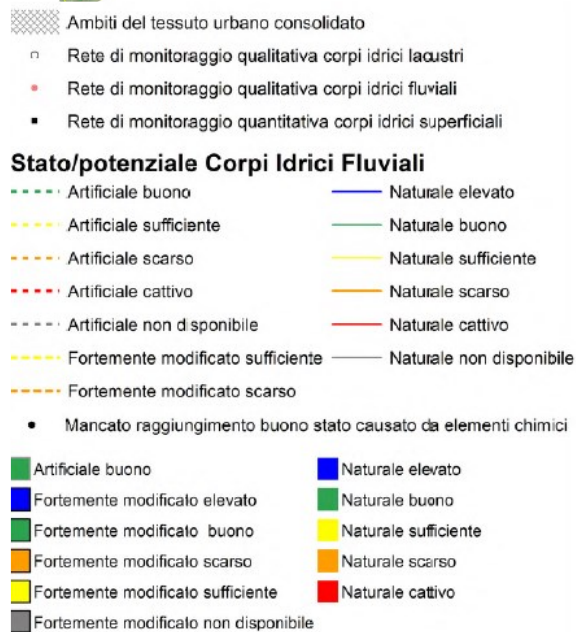 Ambiti del tessuto urbano consolidato
Rete di monitoraggio qualitativa corpi idrici lacustri
Rete di monitoraggio qualitativa corpi idrici fluviali
Rete di monitoraggio quantitativa corpi idrici superficiali
Stato/potenziale Corpi Idrici Fluviali
Artificiale buono
Artificiale sufficiente
Artificiale scarso
Artificiale cattivo
Artificiale non disponibile
Fortemente modificato sufficiente
Fortemente modificato scarso
Naturale elevato
Naturale buono
Naturale sufficiente
Naturale scarso
Naturale cattivo
Naturale non disponibile
Mancato raggiungimento buono stato causato da elementi chimici
Artificiale buono
Fortemente modificato elevato
Fortemente modificato buono
Fortemente modificato scarso
Fortemente modificato sufficiente
Fortemente modificato non disponibile
Naturale elevato
Naturale buono
Naturale sufficiente
Naturale scarso
Naturale cattivo